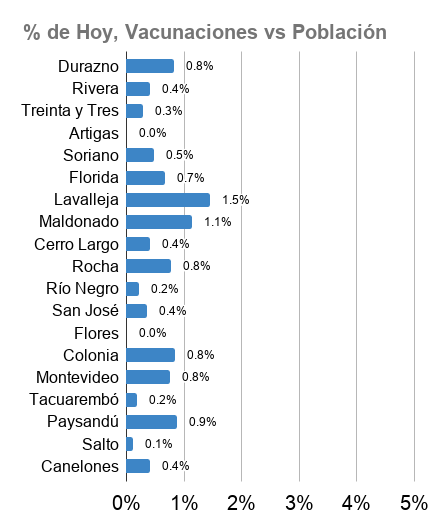 % de Hoy, Vacunaciones vs Población
Durazno 0.8%
Rivera 0.4%
Treinta y Tres 0.3%
Artigas 0.0%
Soriano 0.5%
Florida 0.7%
Lavalleja 1.5%
Maldonado 1.1%
Cerro Largo 0.4%
Rocha 0.8%
Río Negro 0.2%
San José 0.4%
Flores 0.0%
Colonia 0.8%
Montevideo 0.8%
Tacuarembó 0.2%
Paysandú 0.9%
Salto 0.1%
Canelones 0.4%
0% 1% 2% 3% 4% 5%